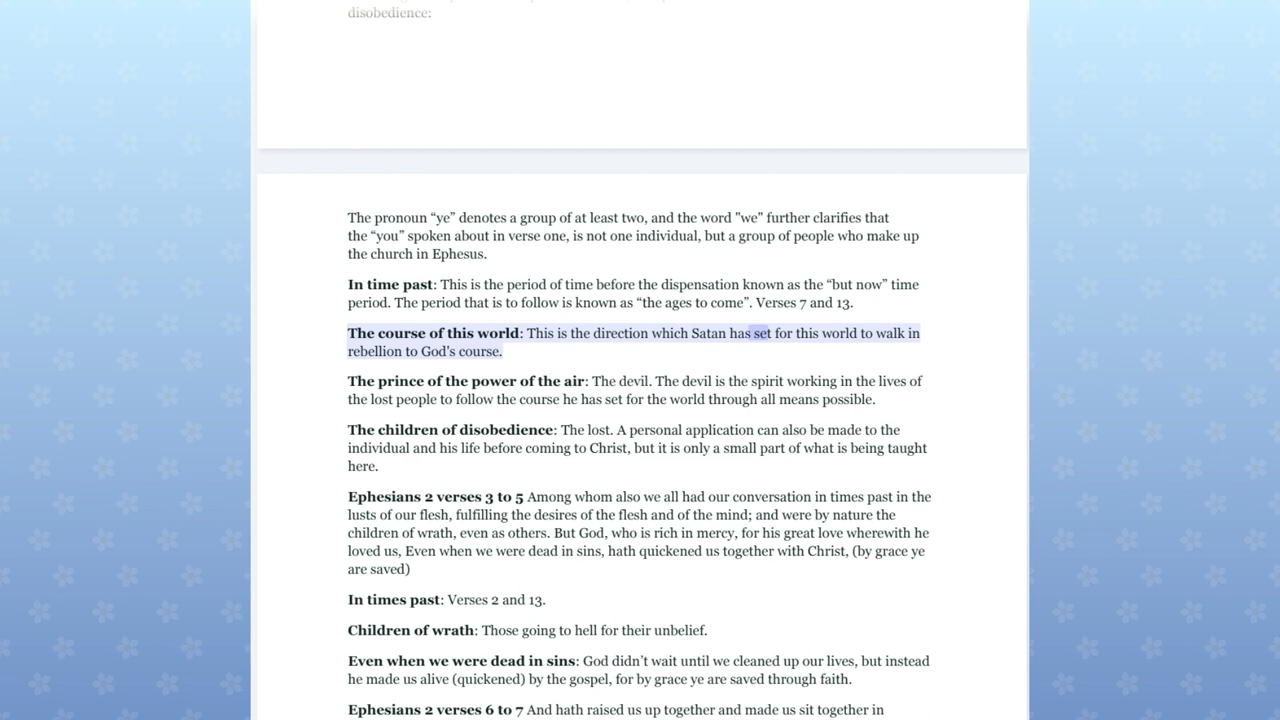 disobedience:
The pronoun “ye” denotes a group of at least two, and the word "we" further clarifies that
the “you” spoken about in verse one, is not one individual, but a group of people who make up
the church in Ephesus.
In time past: This is the period of time before the dispensation known as the “but now” time
period. The period that is to follow is known as “the ages to come”. Verses 7 and 13.
The course of this world: This is the direction which Satan has set for this world to walk in
rebellion to God's course.
The prince of the power of the air: The devil. The devil is the spirit working in the lives of
the lost people to follow the course he has set for the world through all means possible.
The children of disobedience: The lost. A personal application can also be made to the
individual and his life before coming to Christ, but it is only a small part of what is being taught
here.
Ephesians 2 verses 3 to 5 Among whom also we all had our conversation in times past in the
lusts of our flesh, fulfilling the desires of the flesh and of the mind; and were by nature the
children of wrath, even as others. But God, who is rich in mercy, for his great love wherewith he
loved us, Even when we were dead in sins, hath quickened us together with Christ, (by grace ye
are saved)
In times past: Verses 2 and 13.
Children of wrath: Those going to hell for their unbelief.
Even when we were dead in sins: God didn’t wait until we cleaned up our lives, but instead
he made us alive (quickened) by the gospel, for by grace ye are saved through faith.
Ephesians 2 verses 6 to 7 And hath raised us up together and made us sit together in